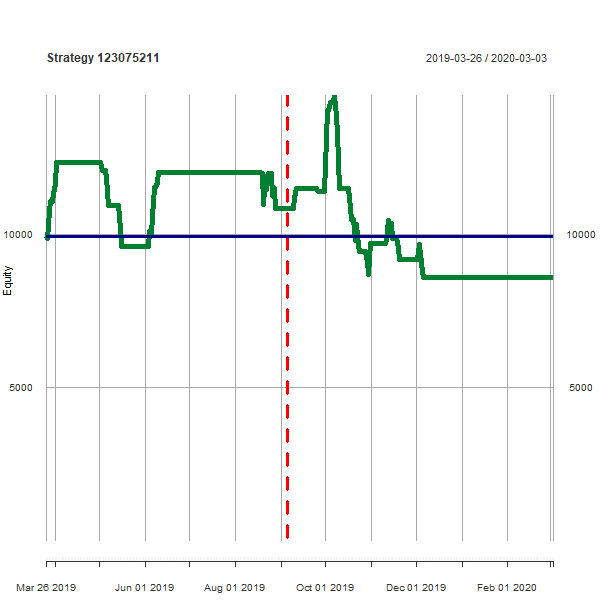 Strategy 123075211
2019-03-26 / 2020-03-03
10000
10000
Equity
5000
5000
Mar 26 2019
Jun 01 2019
Aug 01 2019
Oct 01 2019
Dec 01 2019
Feb 01 2020